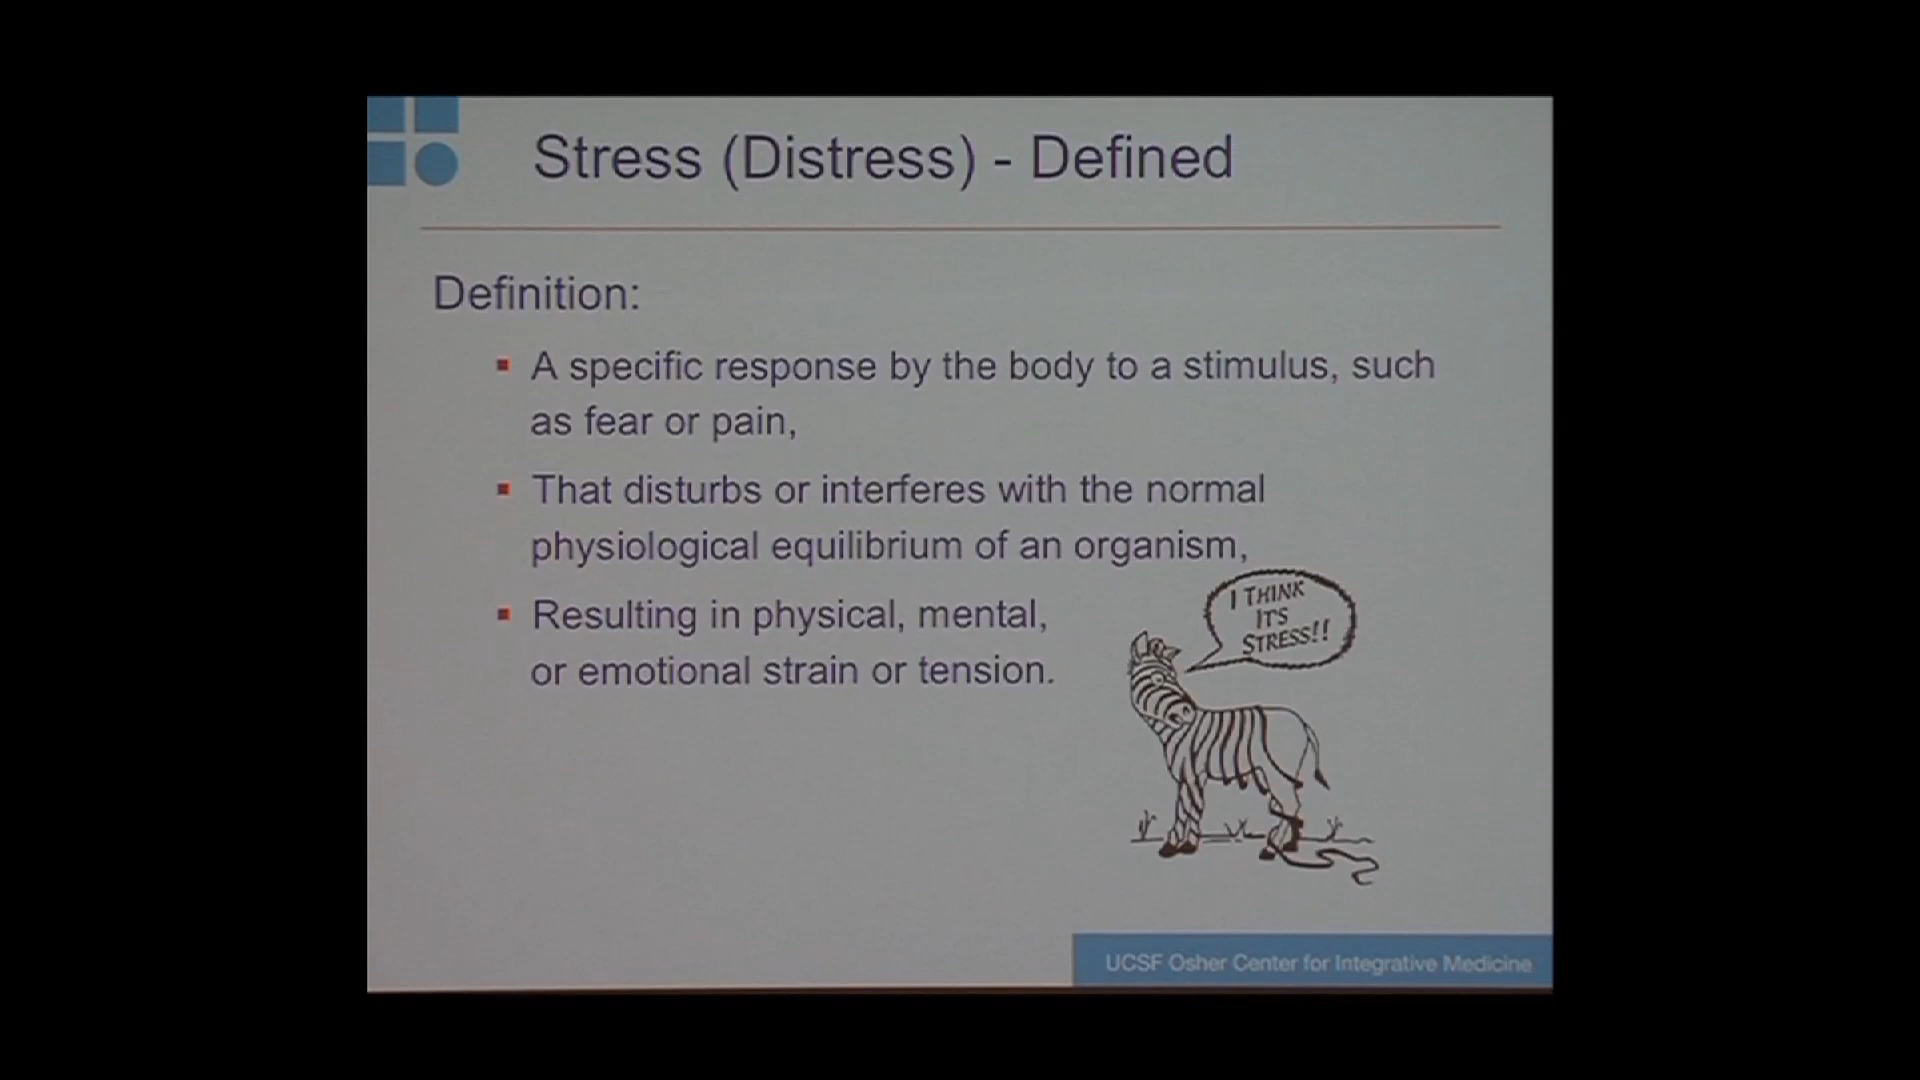 Stress (Distress) - Defined
Definition:
▪ A specific response by the body to a stimulus, such
as fear or pain,
▪ That disturbs or interferes with the normal
physiological equilibrium of an organism,
▪ Resulting in physical, mental,
or emotional strain or tension.
I THINK
ITS
STRESS!!
UCSF Osher Center for Integrative Medicine